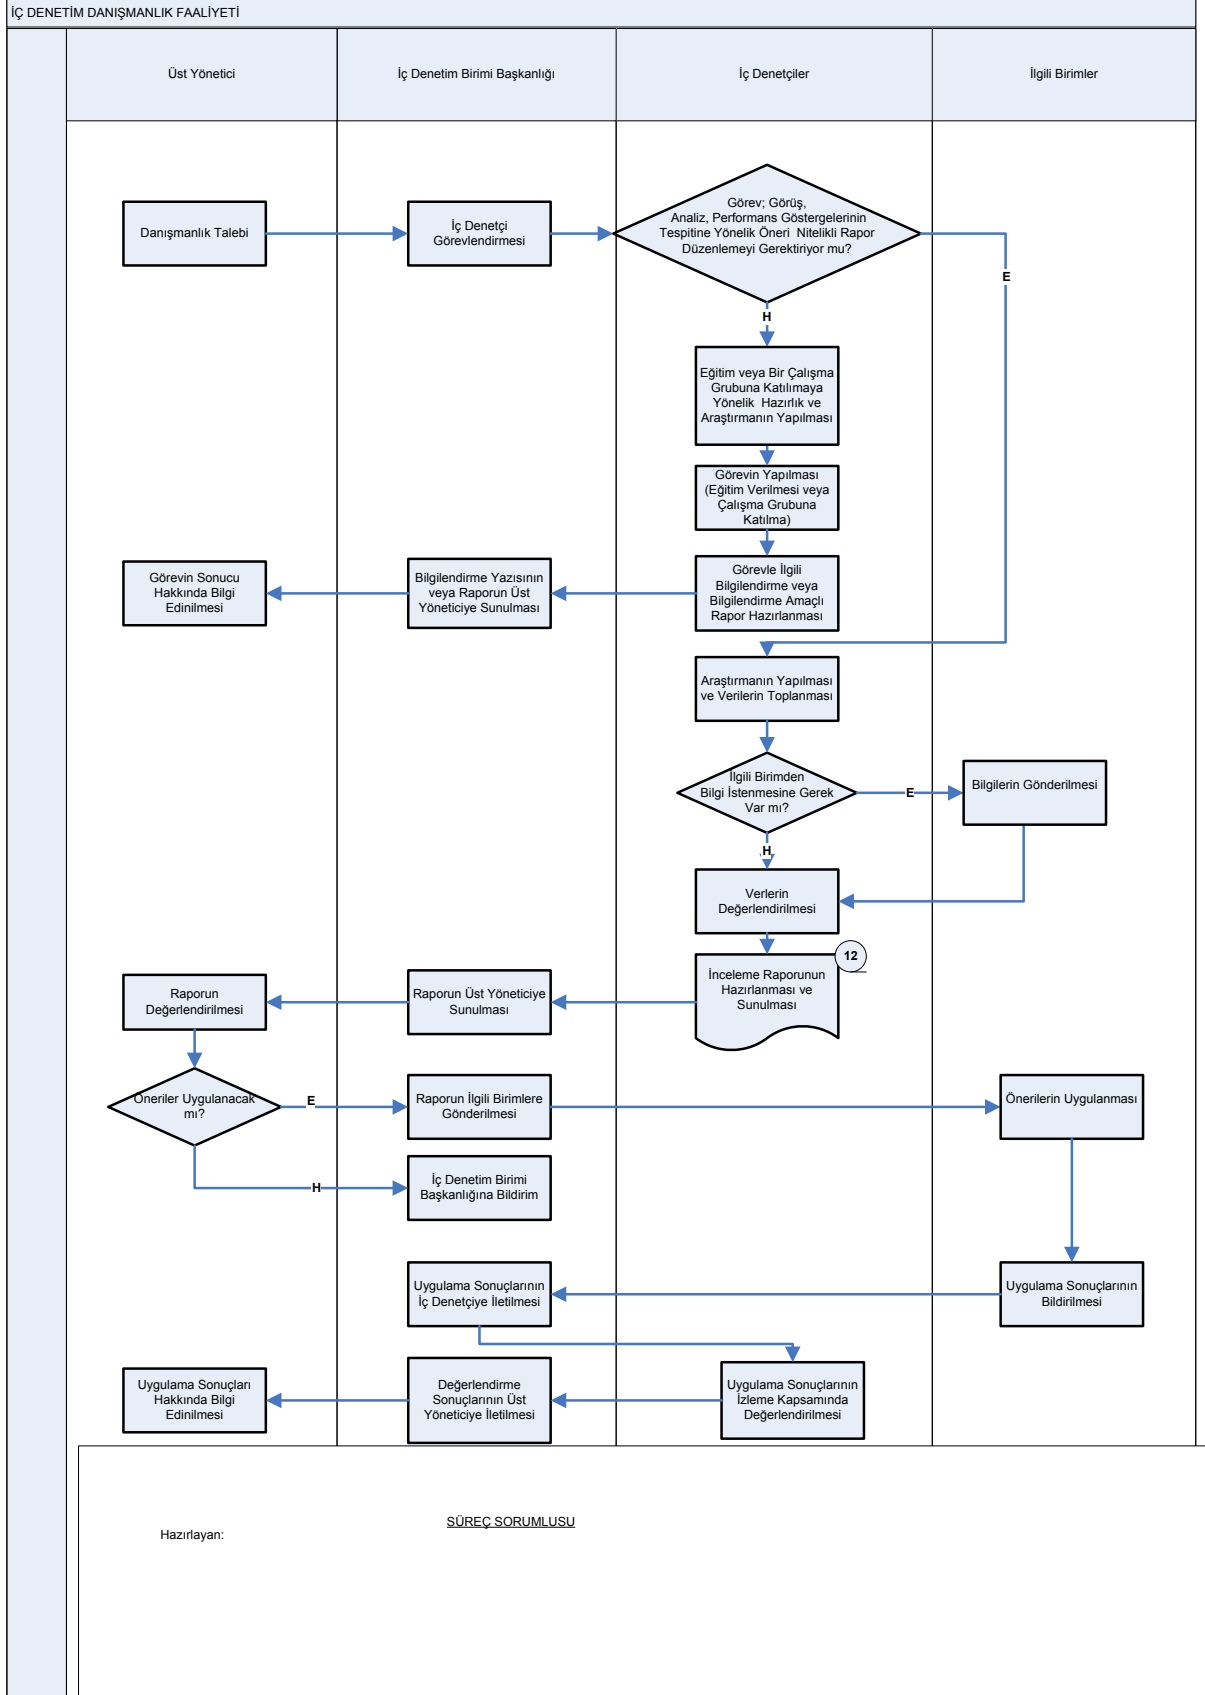 İÇ DENETİM DANIŞMANLIK FAALİYETİ
Üst Yönetici
İç Denetim Birimi Başkanlığı
İç Denetçiler
İlgili Birimler
Danışmanlık Talebi
İç Denetçi
Görevlendirmesi
Görev; Görüş,
Analiz, Performans Göstergelerinin
Tespitine Yönelik Öneri Nitelikli Rapor
Düzenlemeyi Gerektiriyor mu?
E
H
Eğitim veya Bir Çalışma
Grubuna Katılımaya
Yönelik Hazırlık ve
Araştırmanın Yapılması
Görevin Yapılması
(Eğitim Verilmesi veya
Çalışma Grubuna
Katılma)
Görevin Sonucu
Hakkında Bilgi
Edinilmesi
Bilgilendirme Yazısının
veya Raporun Üst
Yöneticiye Sunulması
Görevle İlgili
Bilgilendirme veya
Bilgilendirme Amaçlı
Rapor Hazırlanması
Araştırmanın Yapılması
ve Verilerin Toplanması
İlgili Birimden
Bilgi İstenmesine Gerek
Var mı?
E
Bilgilerin Gönderilmesi
H
Verlerin
Değerlendirilmesi
12
Raporun
Değerlendirilmesi
Raporun Üst Yöneticiye
Sunulması
İnceleme Raporunun
Hazırlanması ve
Sunulması
Öneriler Uygulanacak
mı?
E
Raporun İlgili Birimlere
Gönderilmesi
Önerilerin Uygulanması
H
İç Denetim Birimi
Başkanlığına Bildirim
Uygulama Sonuçlarının
İç Denetçiye İletilmesi
Uygulama Sonuçlarının
Bildirilmesi
Uygulama Sonuçları
Hakkında Bilgi
Edinilmesi
Değerlendirme
Sonuçlarının Üst
Yöneticiye İletilmesi
Uygulama Sonuçlarının
İzleme Kapsamında
Değerlendirilmesi
SÜREÇ SORUMLUSU
Hazırlayan: